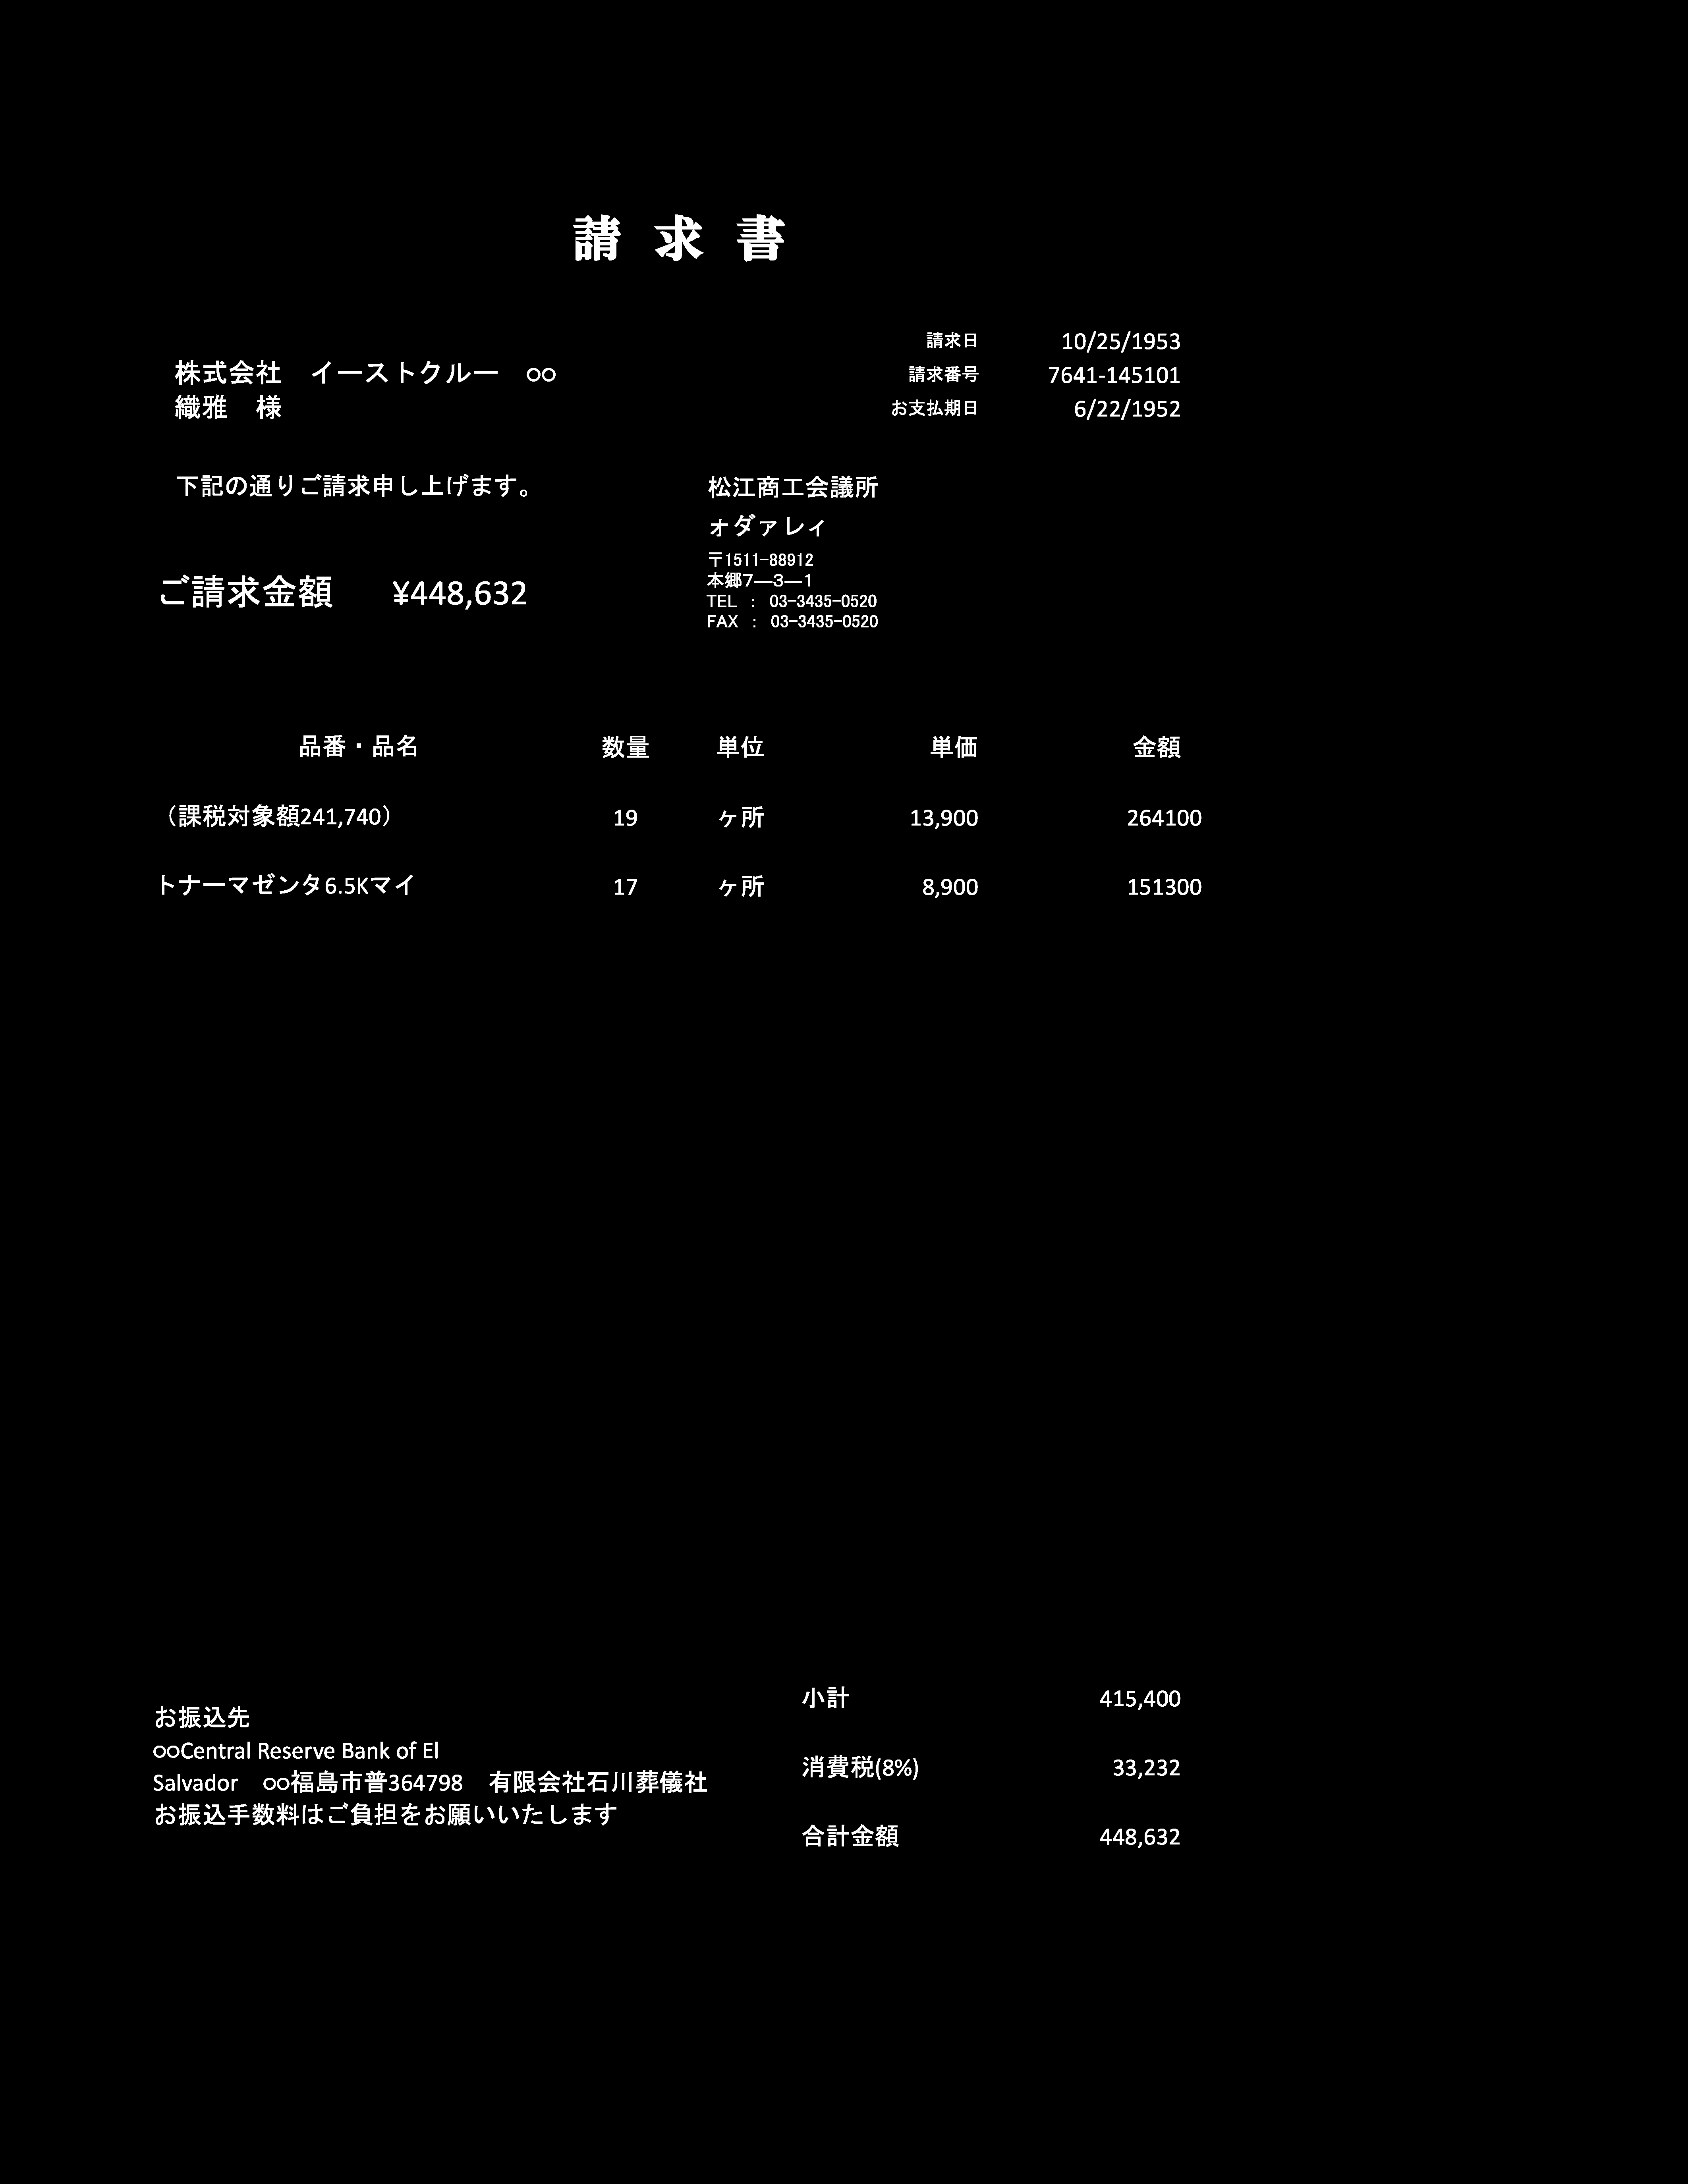 請 求 書
請求日 10/25/1953
株式会社　イーストクルー　○○
請求番号 7641-145101
織雅　様
お支払期日 6/22/1952
下記の通りご請求申し上げます。
松江商工会議所
ォダァレィ
〒1511-88912
本郷7—3—1
TEL ： 03-3435-0520
FAX ： 03-3435-0520
ご請求金額 ¥448,632
品番・品名 数量 単位 単価 金額
（課税対象額241,740） 19 ヶ所 13,900 264100
トナーマゼンタ6.5Kマイ 17 ヶ所 8,900 151300
小計 415,400
消費税(8%) 33,232
合計金額 448,632
お振込先
○○Central Reserve Bank of El
Salvador　○○福島市普364798　有限会社石川葬儀社
お振込手数料はご負担をお願いいたします